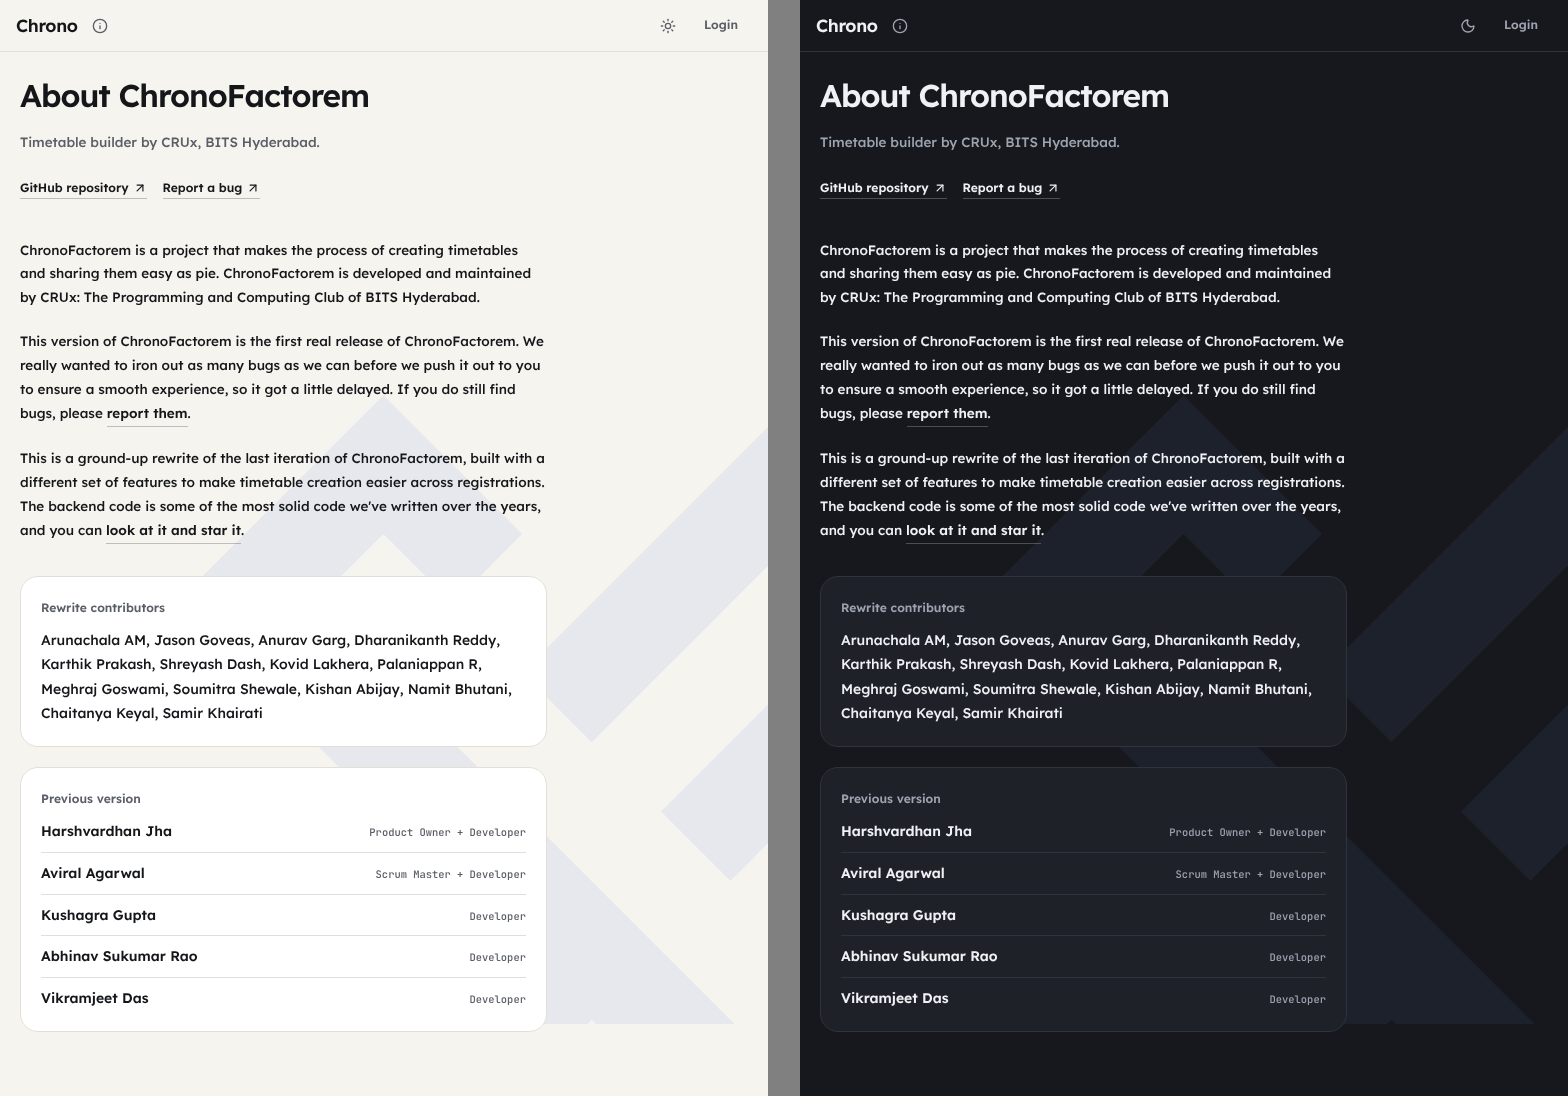 Chrono
Login
About ChronoFactorem
Timetable builder by CRUx, BITS Hyderabad.
GitHub repository
Report a bug
ChronoFactorem is a project that makes the process of creating timetables
and sharing them easy as pie. ChronoFactorem is developed and maintained
by CRUx: The Programming and Computing Club of BITS Hyderabad.
This version of ChronoFactorem is the first real release of ChronoFactorem. We
really wanted to iron out as many bugs as we can before we push it out to you
to ensure a smooth experience, so it got a little delayed. If you do still find
bugs, please report them.
This is a ground-up rewrite of the last iteration of ChronoFactorem, built with a
different set of features to make timetable creation easier across registrations.
The backend code is some of the most solid code we've written over the years,
and you can look at it and star it.
Rewrite contributors
Arunachala AM, Jason Goveas, Anurav Garg, Dharanikanth Reddy,
Karthik Prakash, Shreyash Dash, Kovid Lakhera, Palaniappan R,
Meghraj Goswami, Soumitra Shewale, Kishan Abijay, Namit Bhutani,
Chaitanya Keyal, Samir Khairati
Previous version
Harshvardhan Jha Product Owner + Developer
Aviral Agarwal Scrum Master + Developer
Kushagra Gupta Developer
Abhinav Sukumar Rao Developer
Vikramjeet Das Developer
Chrono
Login
About ChronoFactorem
Timetable builder by CRUx, BITS Hyderabad.
GitHub repository
Report a bug
ChronoFactorem is a project that makes the process of creating timetables
and sharing them easy as pie. ChronoFactorem is developed and maintained
by CRUx: The Programming and Computing Club of BITS Hyderabad.
This version of ChronoFactorem is the first real release of ChronoFactorem. We
really wanted to iron out as many bugs as we can before we push it out to you
to ensure a smooth experience, so it got a little delayed. If you do still find
bugs, please report them.
This is a ground-up rewrite of the last iteration of ChronoFactorem, built with a
different set of features to make timetable creation easier across registrations.
The backend code is some of the most solid code we've written over the years,
and you can look at it and star it.
Rewrite contributors
Arunachala AM, Jason Goveas, Anurav Garg, Dharanikanth Reddy,
Karthik Prakash, Shreyash Dash, Kovid Lakhera, Palaniappan R,
Meghraj Goswami, Soumitra Shewale, Kishan Abijay, Namit Bhutani,
Chaitanya Keyal, Samir Khairati
Previous version
Harshvardhan Jha Product Owner + Developer
Aviral Agarwal Scrum Master + Developer
Kushagra Gupta Developer
Abhinav Sukumar Rao Developer
Vikramjeet Das Developer